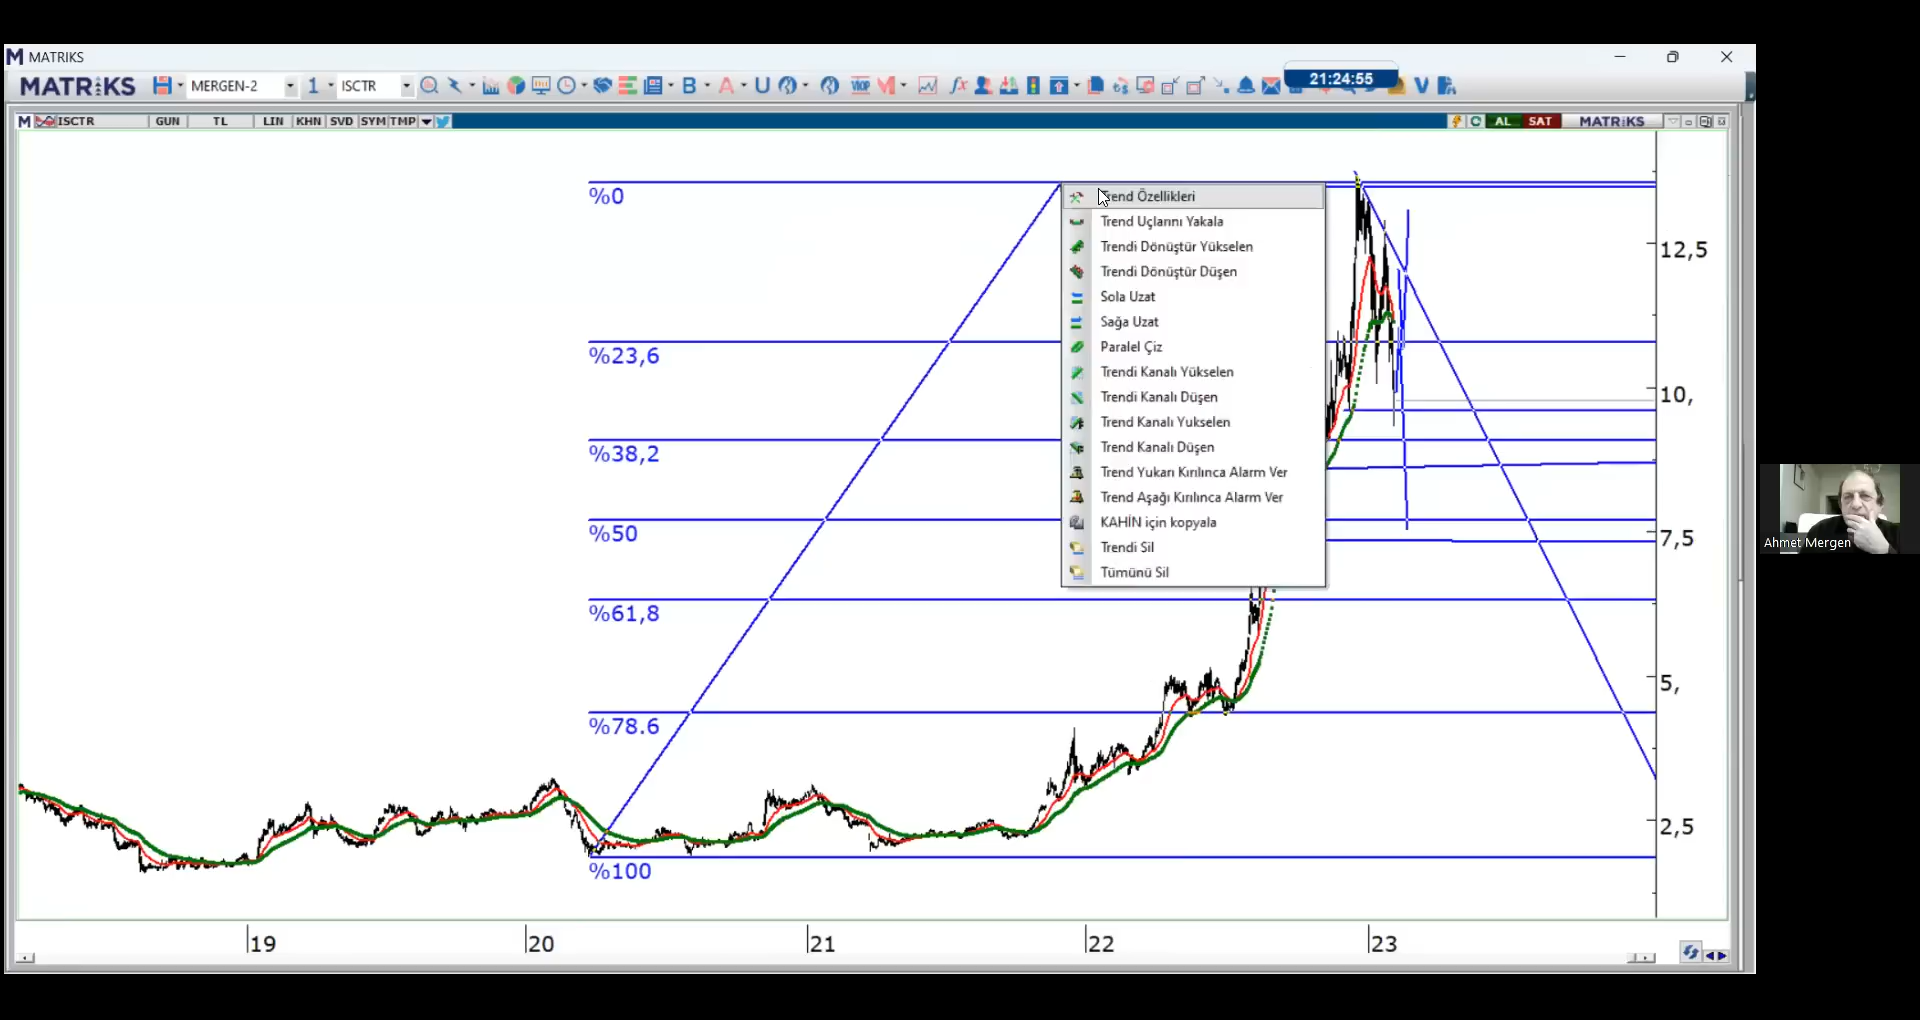 MATRIKS
MATRiKS MERGEN-2 1 ISCTR B A U VIOP M fx V 21:24:55
M ISCTR GUN TL LIN KHN SVD SYM TMP AL SAT MATRiKS
%0
%23,6
%38,2
%50
%61,8
%78.6
%100
Trend Özellikleri
Trend Uçlarını Yakala
Trendi Dönüştür Yükselen
Trendi Dönüştür Düşen
Sola Uzat
Sağa Uzat
Paralel Çiz
Trendi Kanalı Yükselen
Trendi Kanalı Düşen
Trend Kanalı Yukselen
Trend Kanalı Düşen
Trend Yukarı Kırılınca Alarm Ver
Trend Aşağı Kırılınca Alarm Ver
KAHİN için kopyala
Trendi Sil
Tümünü Sil
12,5
10,
7,5
5,
2,5
19 20 21 22 23
Ahmet Mergen